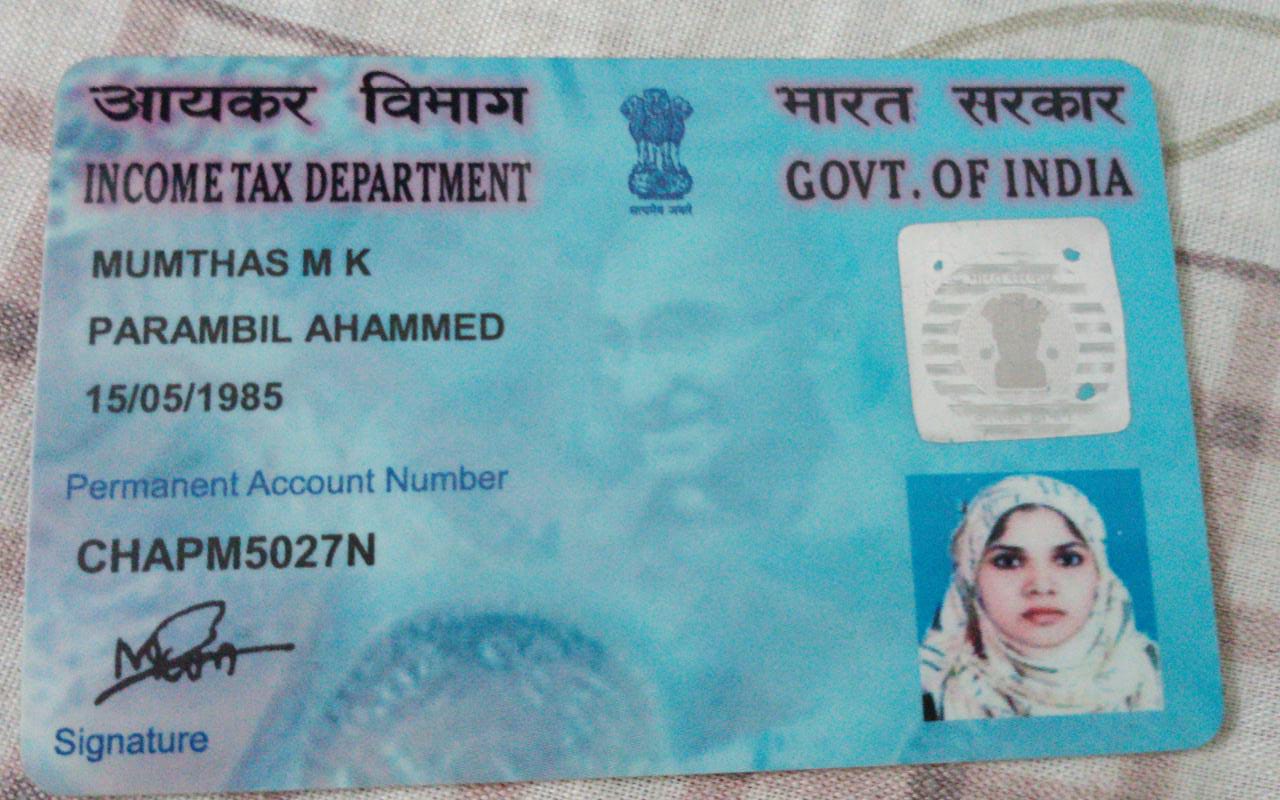 आयकर विभाग
INCOME TAX DEPARTMENT
सत्यमेव जयते
भारत सरकार
GOVT. OF INDIA
MUMTHAS M K
PARAMBIL AHAMMED
15/05/1985
Permanent Account Number
CHAPM5027N
Signature